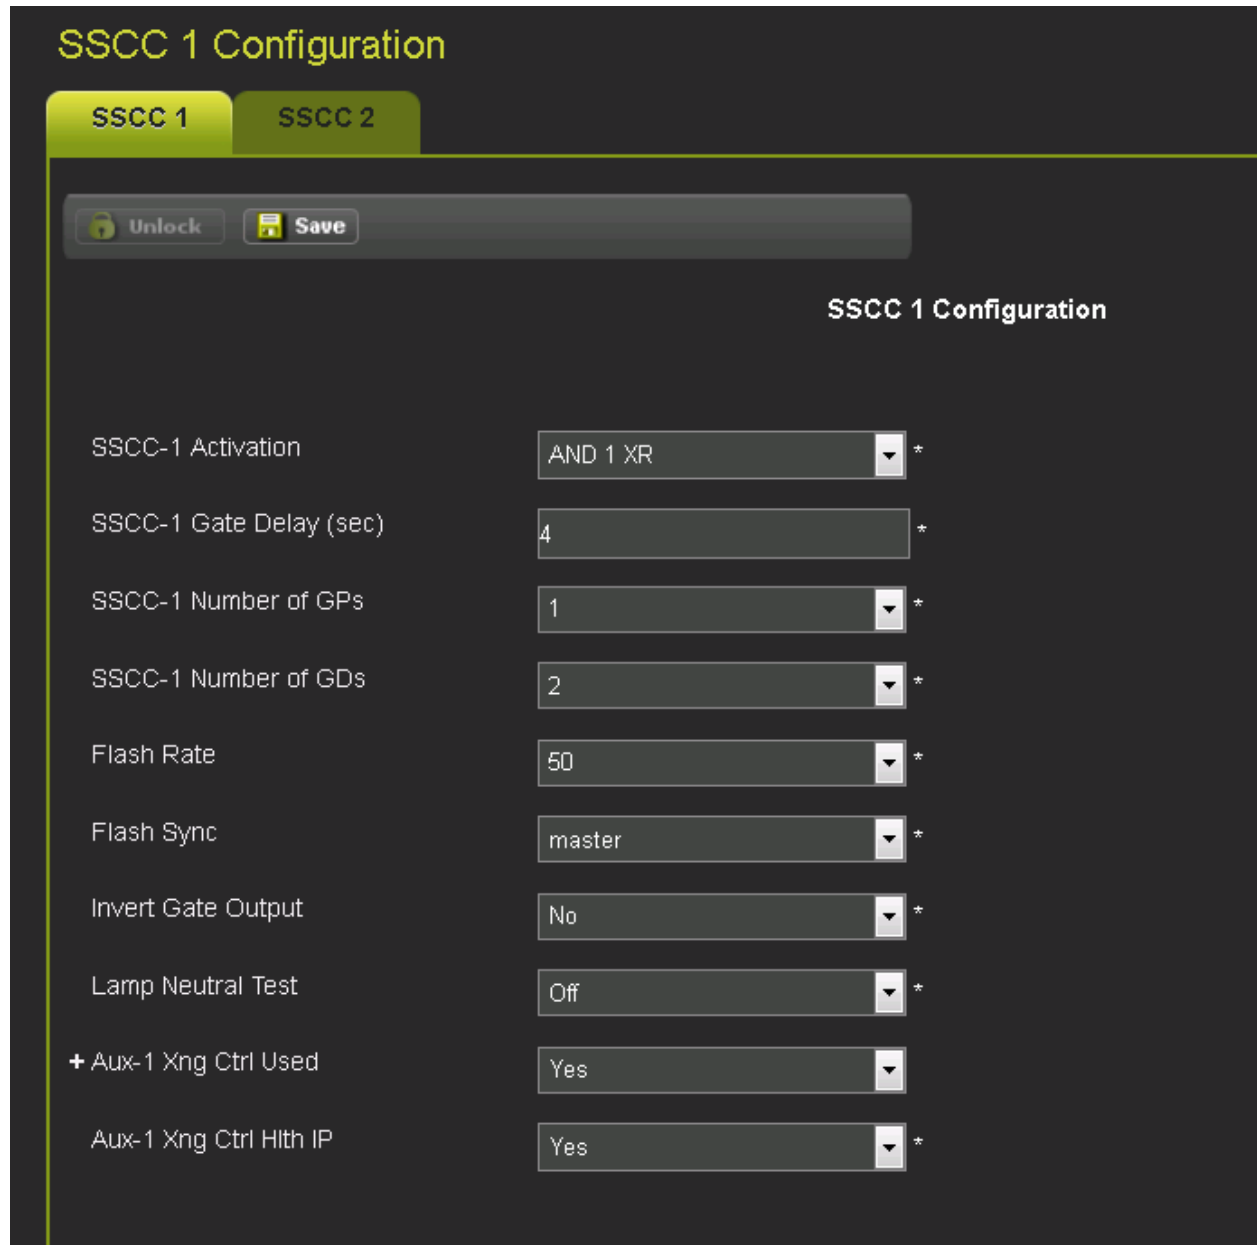 SSCC 1 Configuration
SSCC 1 SSCC 2
Unlock Save
SSCC 1 Configuration
SSCC-1 Activation AND 1 XR *
SSCC-1 Gate Delay (sec) 4 *
SSCC-1 Number of GPs 1 *
SSCC-1 Number of GDs 2 *
Flash Rate 50 *
Flash Sync master *
Invert Gate Output No *
Lamp Neutral Test Off *
+ Aux-1 Xng Ctrl Used Yes
Aux-1 Xng Ctrl Hlth IP Yes *